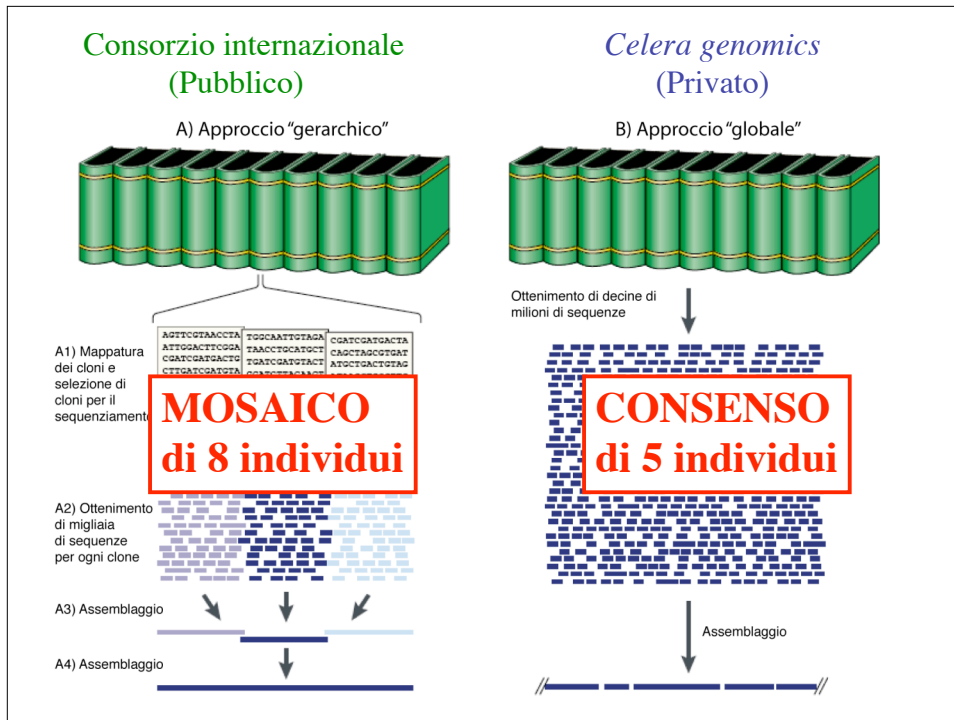 Consorzio internazionale
(Pubblico)
A) Approccio "gerarchico"
A1) Mappatura
dei cloni e
selezione di
cloni per il
sequenziamento
AGTTCGTAACCTA
ATTGGACTTCGGA
CGATCGATGACTG
CTTGATCGATGTA
TGGCAATTGTAGA
TAACCTGCATGCT
TGATCGATGTACT
CGATCGATGACTA
CAGCTAGCGTGAT
ATGCTGACTGTAG
MOSAICO
di 8 individui
A2) Ottenimento
di migliaia
di sequenze
per ogni clone
A3) Assemblaggio
A4) Assemblaggio
Celera genomics
(Privato)
B) Approccio "globale"
Ottenimento di decine di
milioni di sequenze
CONSENSO
di 5 individui
Assemblaggio